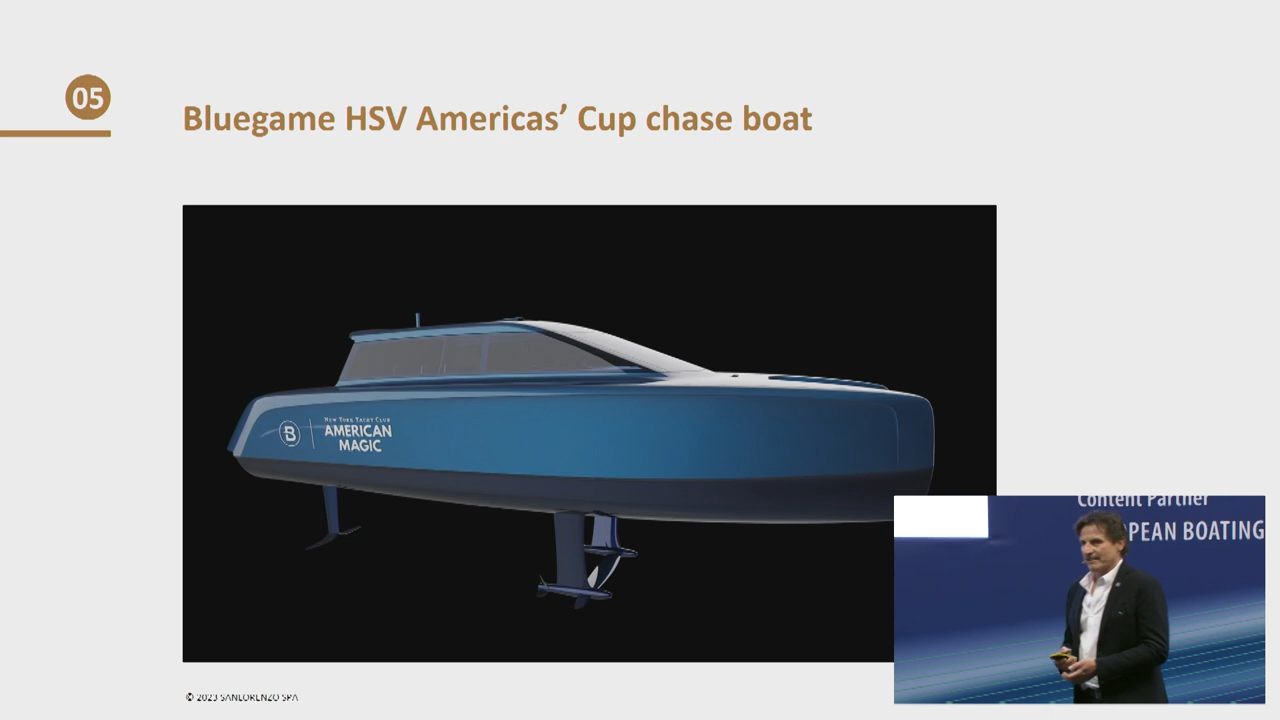 05
Bluegame HSV Americas’ Cup chase boat
B
NEW YORK YACHT CLUB
AMERICAN
MAGIC
Content Partner
PEAN BOATING
© 2023 SANLORENZO SPA